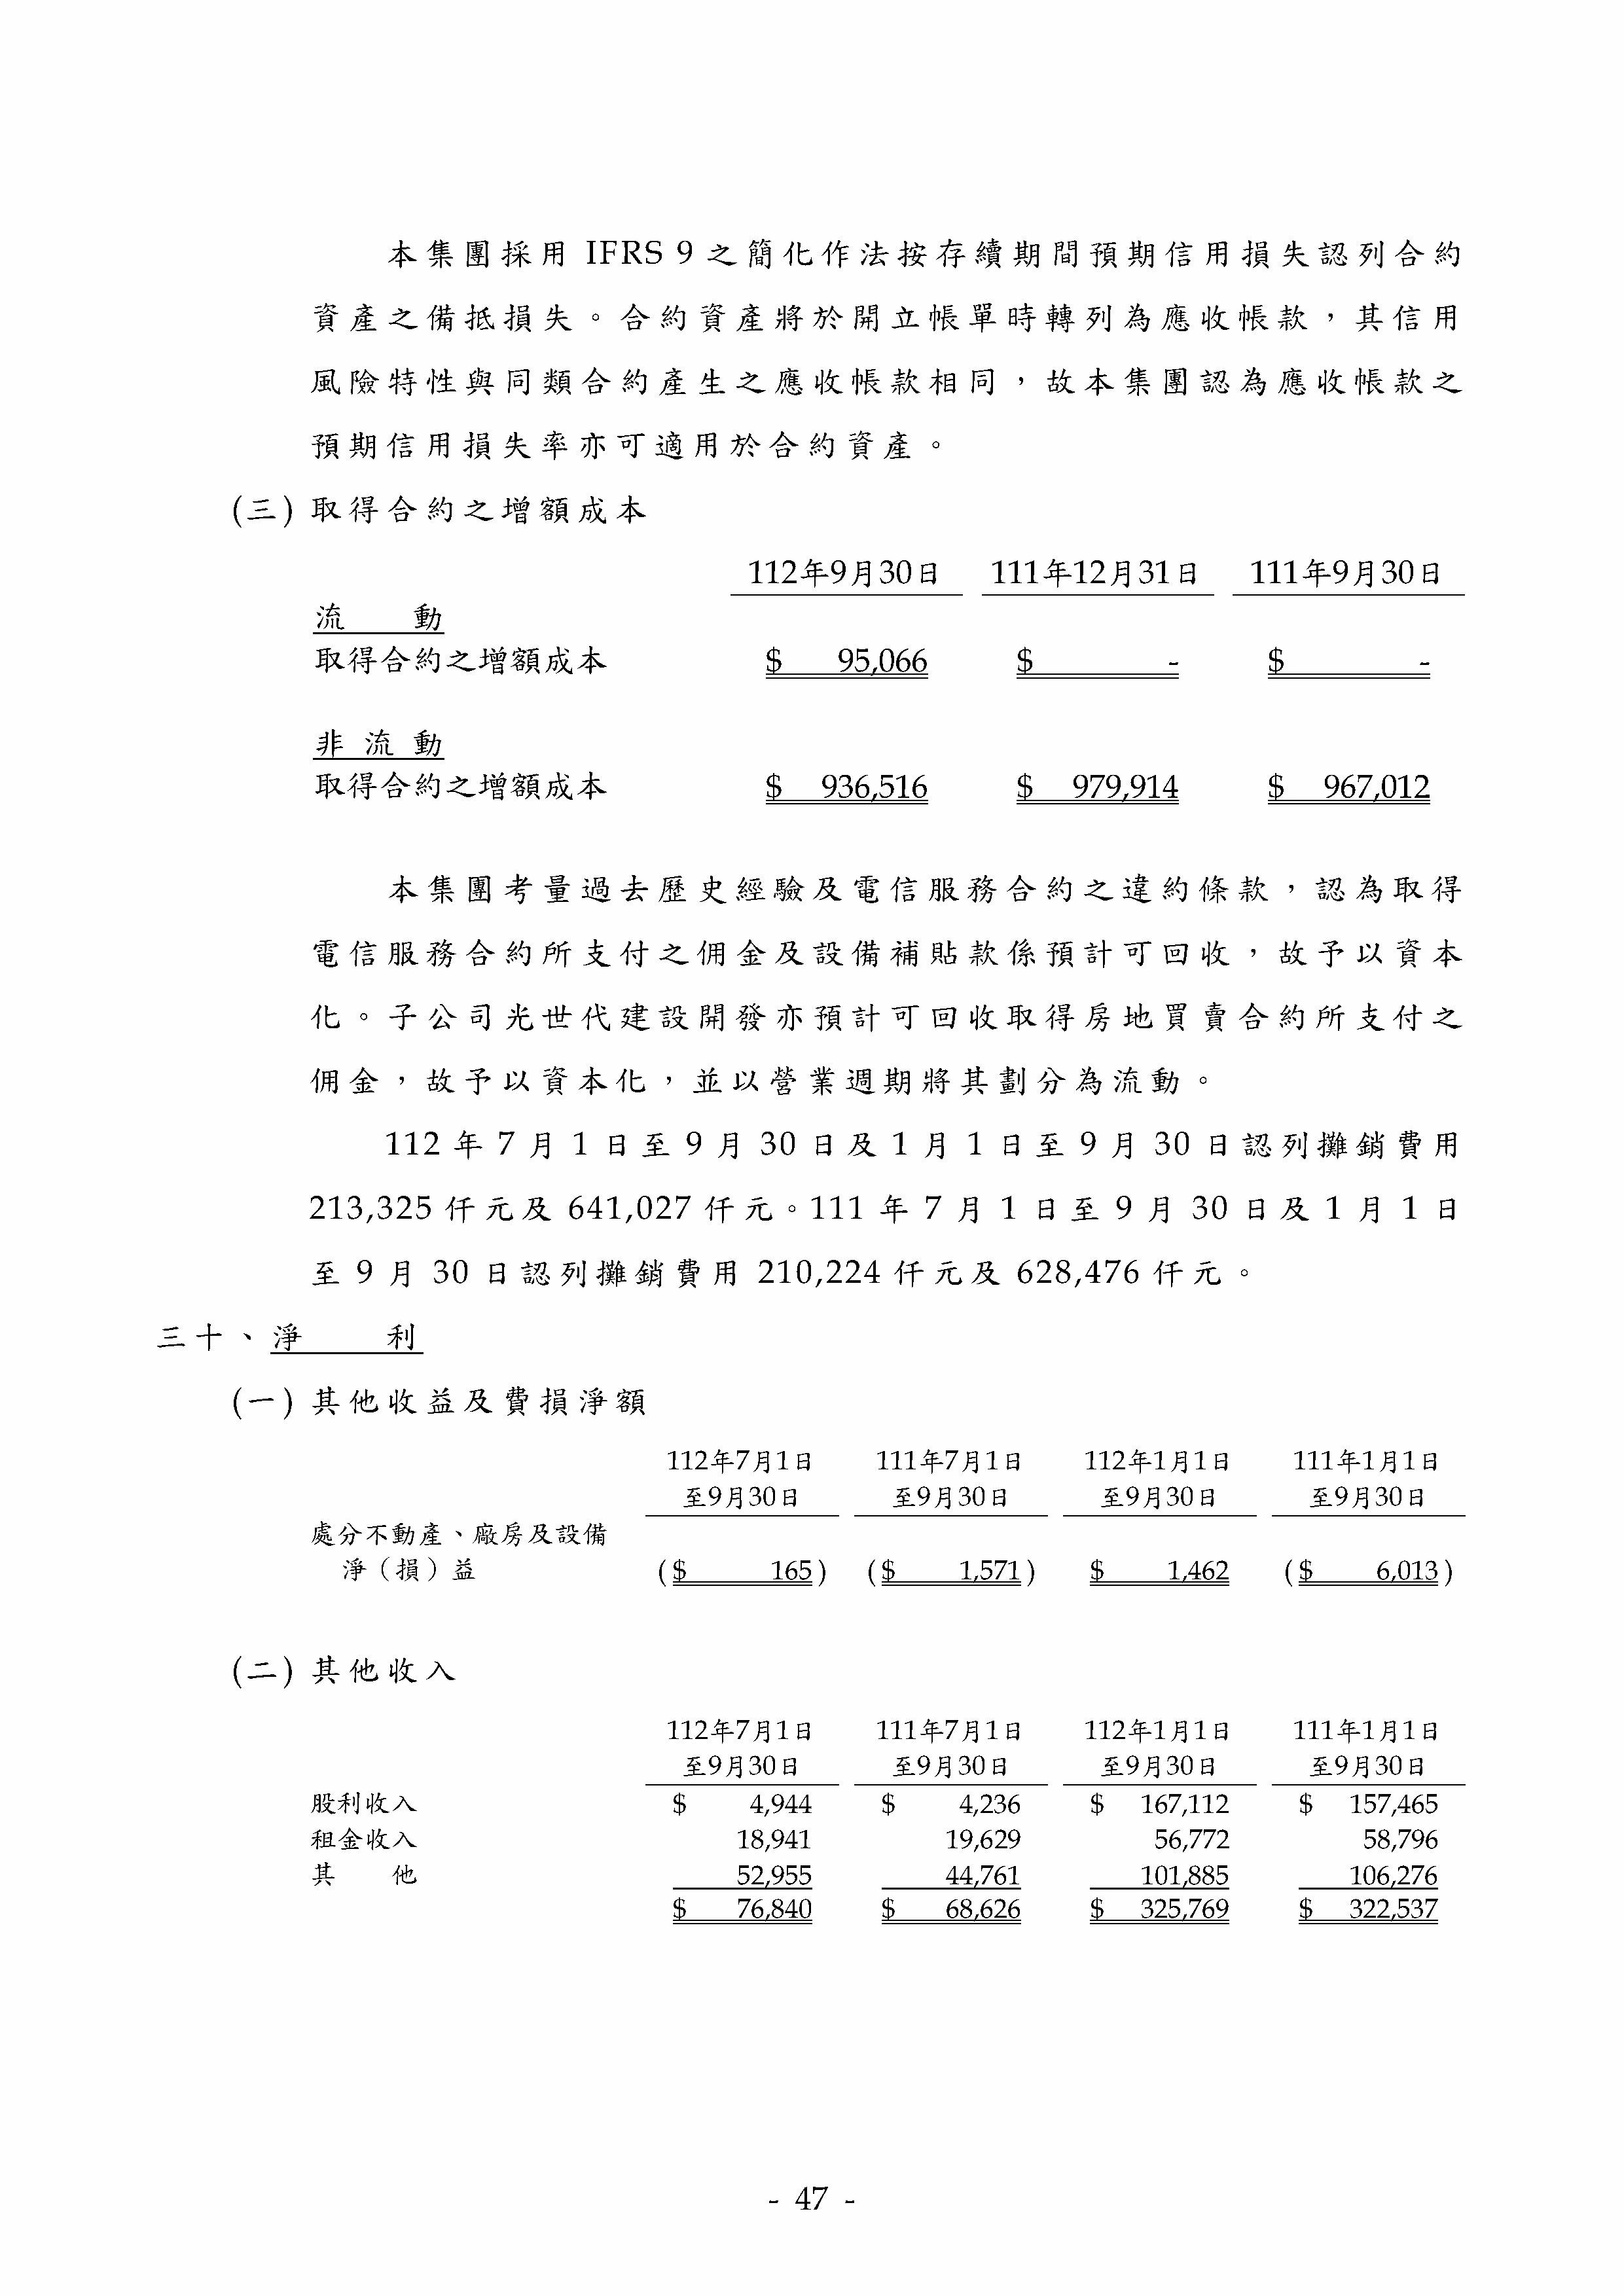 本集團採用 IFRS 9 之簡化作法按存續期間預期信用損失認列合約
資產之備抵損失。合約資產將於開立帳單時轉列為應收帳款，其信用
風險特性與同類合約產生之應收帳款相同，故本集團認為應收帳款之
預期信用損失率亦可適用於合約資產。
(三) 取得合約之增額成本
112年9月30日 111年12月31日 111年9月30日
流 動
取得合約之增額成本 $ 95,066 $ - $ -
非 流 動
取得合約之增額成本 $ 936,516 $ 979,914 $ 967,012
本集團考量過去歷史經驗及電信服務合約之違約條款，認為取得
電信服務合約所支付之佣金及設備補貼款係預計可回收，故予以資本
化。子公司光世代建設開發亦預計可回收取得房地買賣合約所支付之
佣金，故予以資本化，並以營業週期將其劃分為流動。
112 年 7 月 1 日至 9 月 30 日及 1 月 1 日至 9 月 30 日認列攤銷費用
213,325 仟元及 641,027 仟元。111 年 7 月 1 日至 9 月 30 日及 1 月 1 日
至 9 月 30 日認列攤銷費用 210,224 仟元及 628,476 仟元。
三十、淨 利
(一) 其他收益及費損淨額
112年7月1日 111年7月1日 112年1月1日 111年1月1日
至9月30日 至9月30日 至9月30日 至9月30日
處分不動產、廠房及設備
淨（損）益 ($ 165) ($ 1,571) $ 1,462 ($ 6,013)
(二) 其他收入
112年7月1日 111年7月1日 112年1月1日 111年1月1日
至9月30日 至9月30日 至9月30日 至9月30日
股利收入 $ 4,944 $ 4,236 $ 167,112 $ 157,465
租金收入 18,941 19,629 56,772 58,796
其 他 52,955 44,761 101,885 106,276
$ 76,840 $ 68,626 $ 325,769 $ 322,537
- 47 -